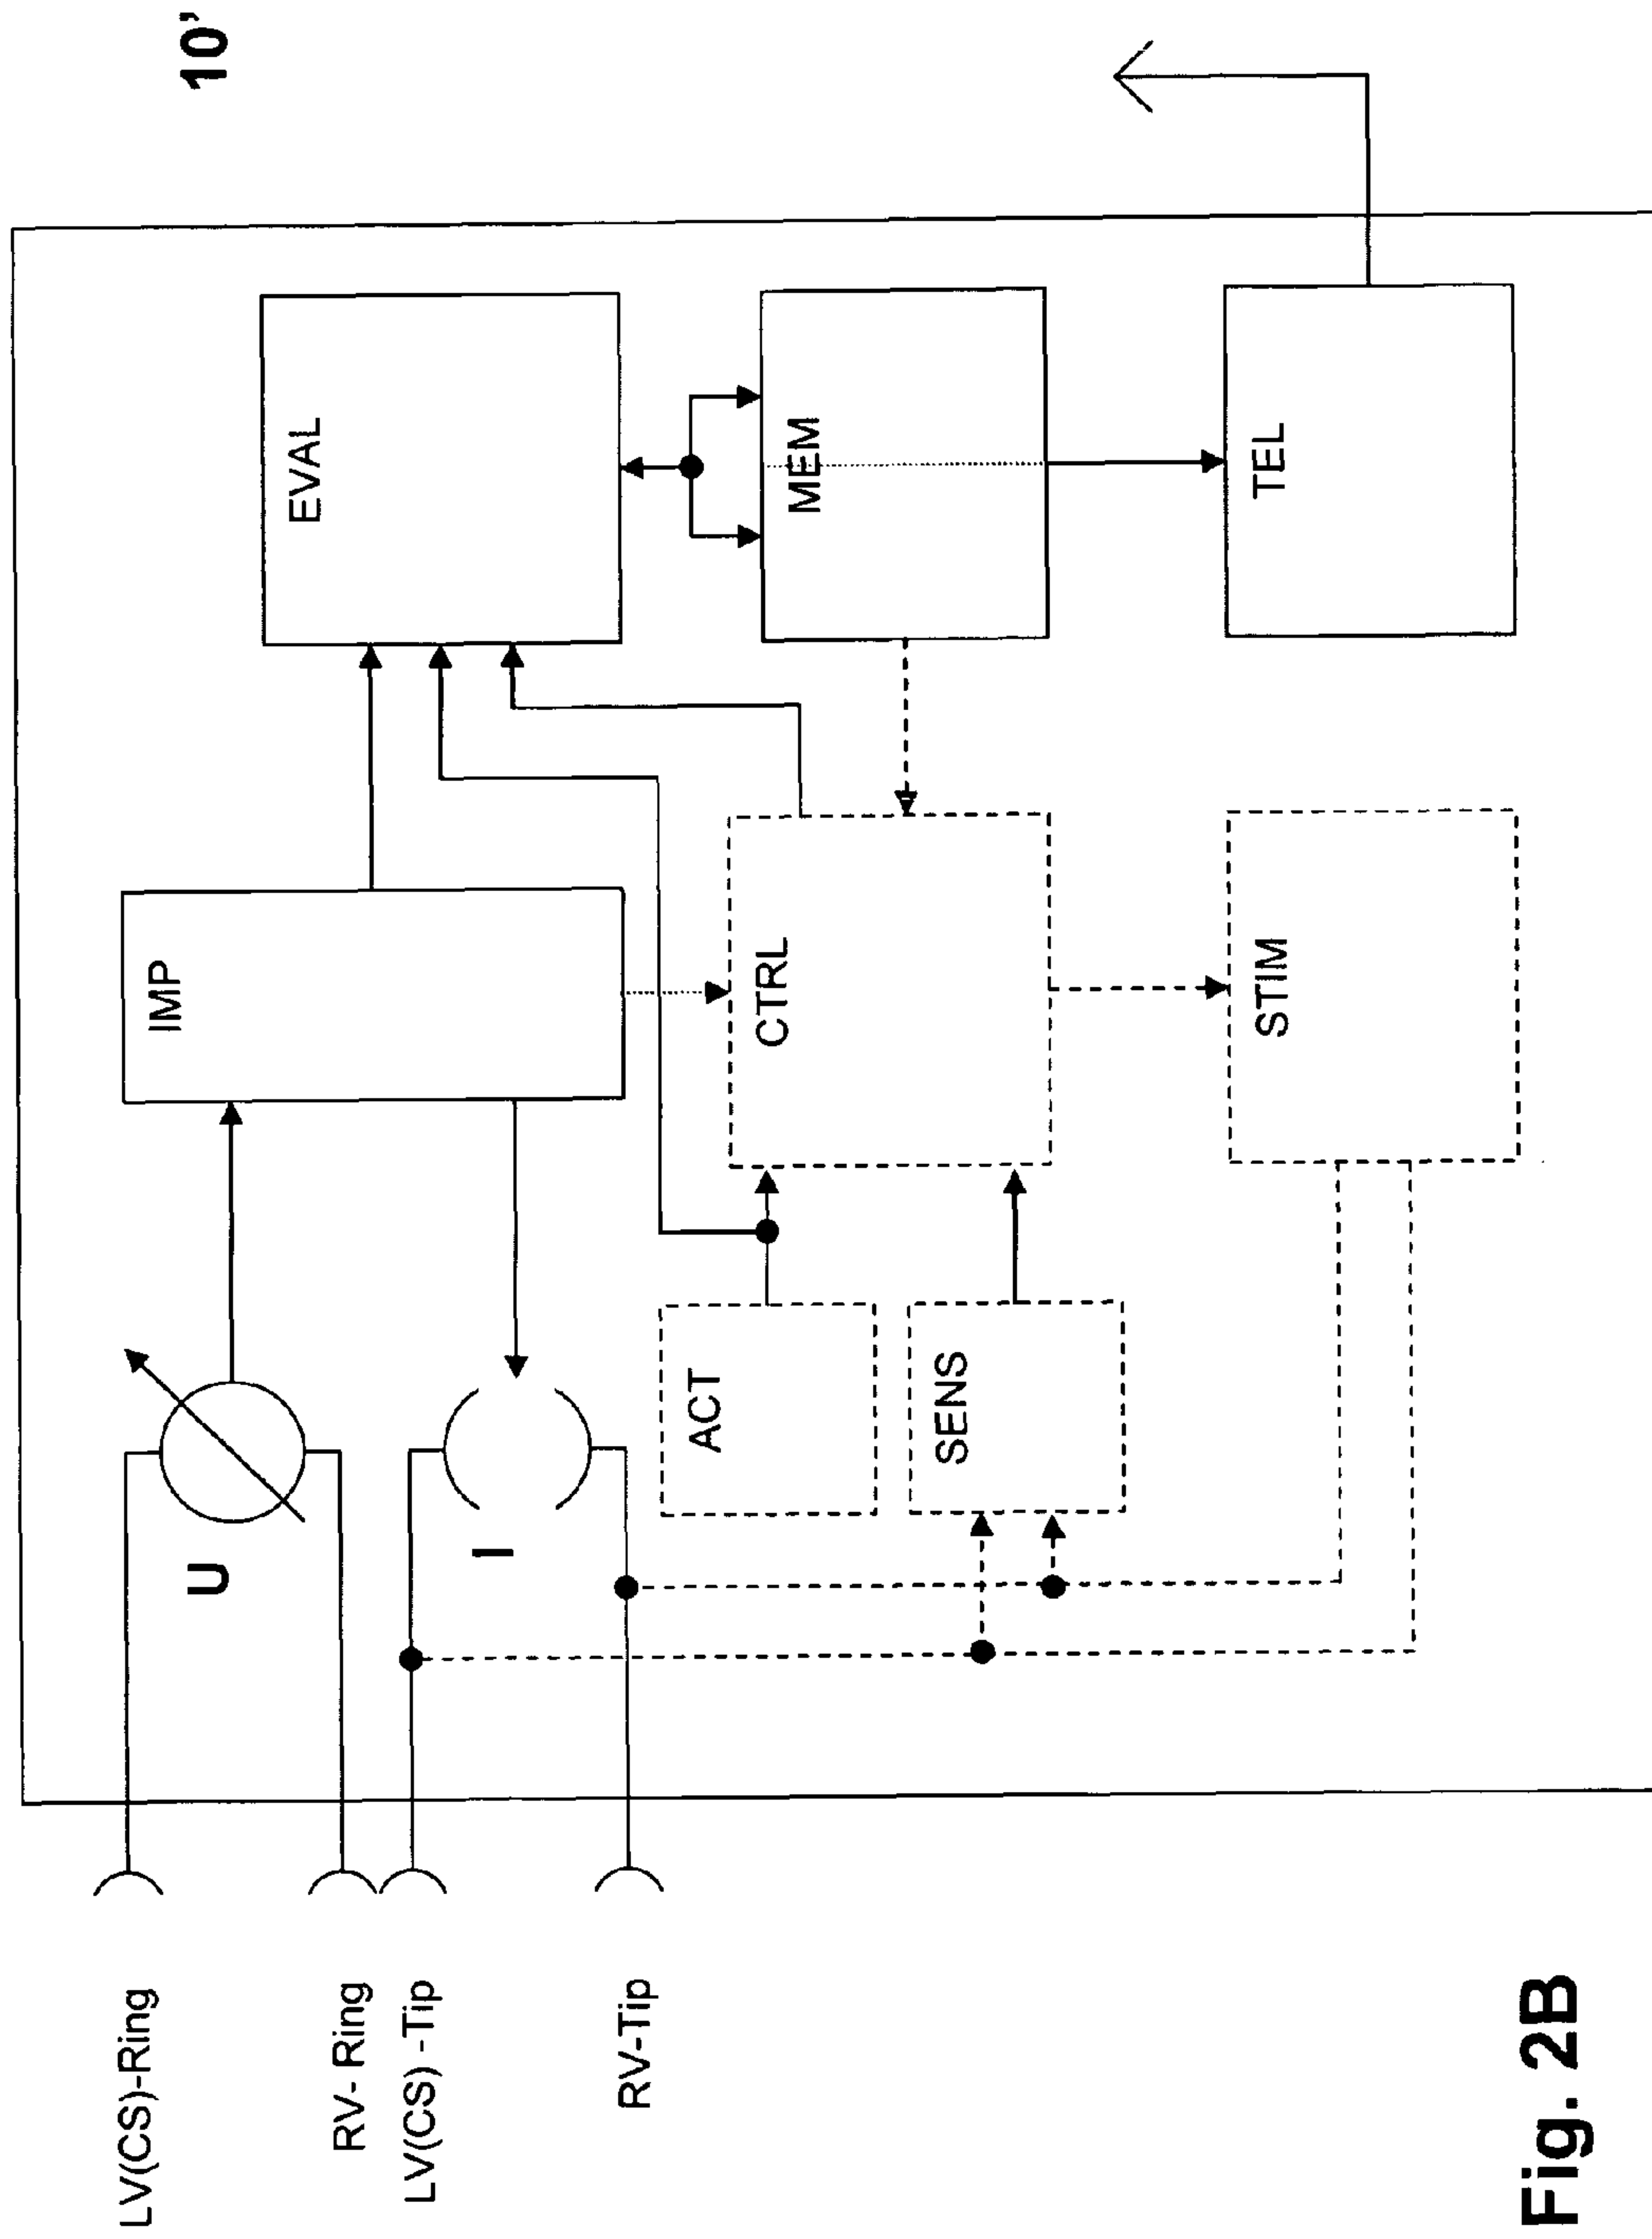 10'
LV(CS)-Ring
U
IMP
EVAL
RV- Ring
LV(CS) -Tip
I
RV-Tip
ACT
CTRL
MEM
SENS
STIM
TEL
Fig. 2B